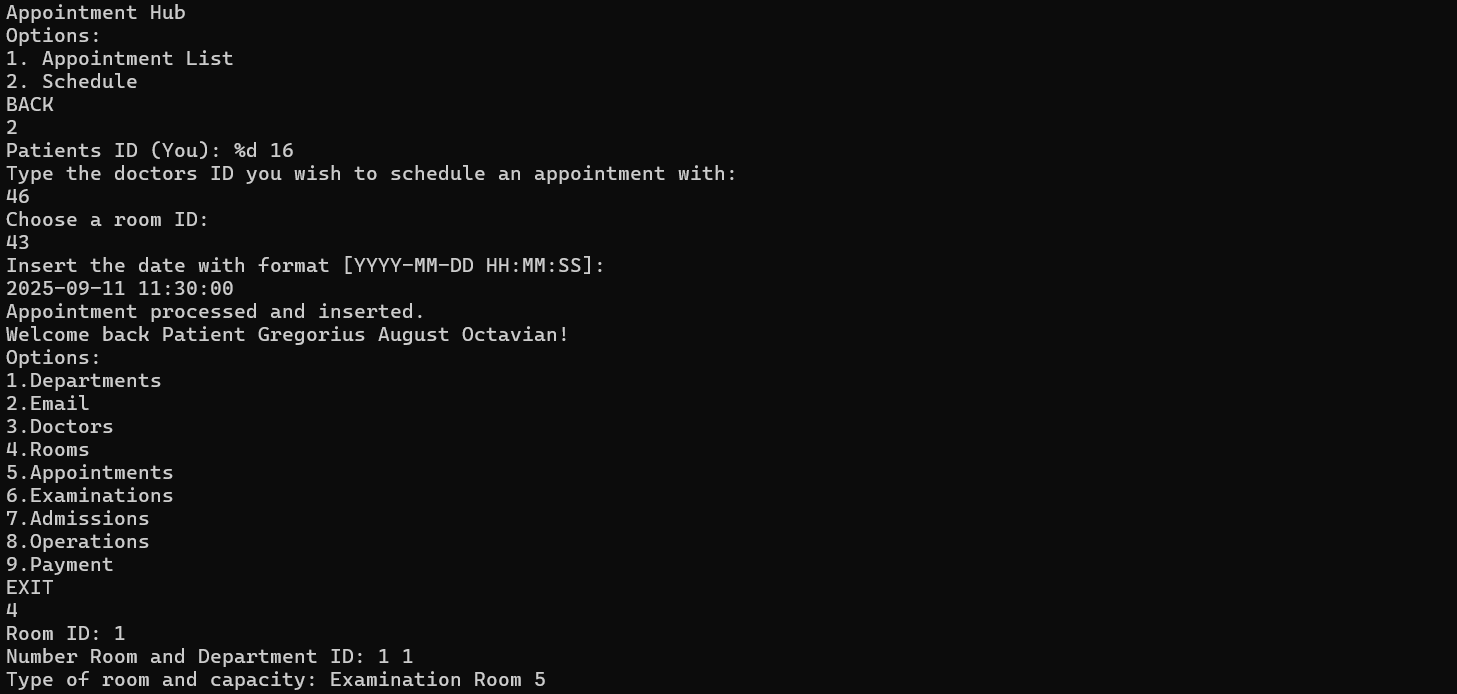 Appointment Hub
Options:
1. Appointment List
2. Schedule
BACK
2
Patients ID (You): %d 16
Type the doctors ID you wish to schedule an appointment with:
46
Choose a room ID:
43
Insert the date with format [YYYY-MM-DD HH:MM:SS]:
2025-09-11 11:30:00
Appointment processed and inserted.
Welcome back Patient Gregorius August Octavian!
Options:
1.Departments
2.Email
3.Doctors
4.Rooms
5.Appointments
6.Examinations
7.Admissions
8.Operations
9.Payment
EXIT
4
Room ID: 1
Number Room and Department ID: 1 1
Type of room and capacity: Examination Room 5